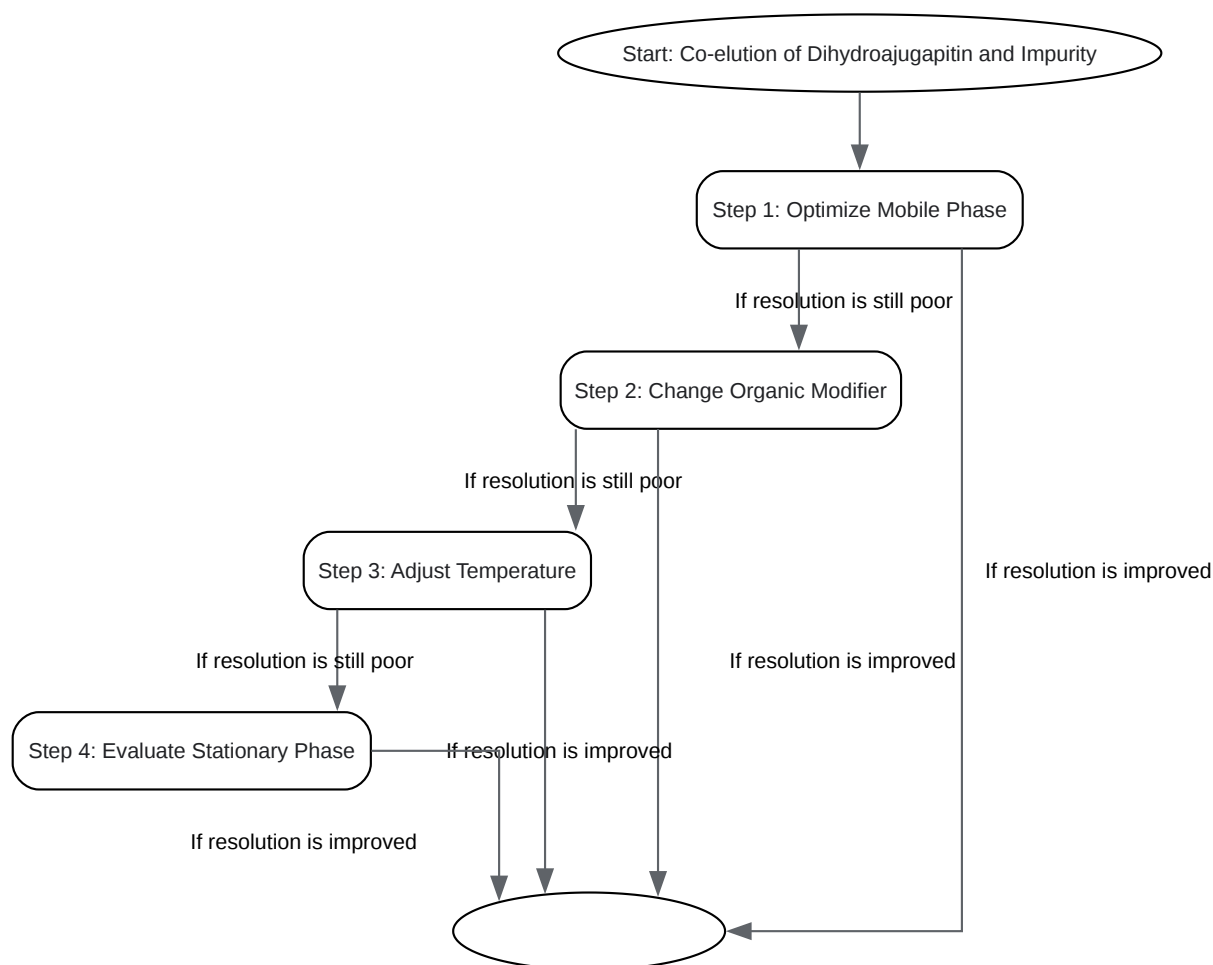 Start: Co-elution of Dihydroajugapitin and Impurity
Step 1: Optimize Mobile Phase
If resolution is still poor
Step 2: Change Organic Modifier
If resolution is still poor
Step 3: Adjust Temperature
If resolution is improved
If resolution is still poor
If resolution is improved
Step 4: Evaluate Stationary Phase
If resolution is improved
If resolution is improved